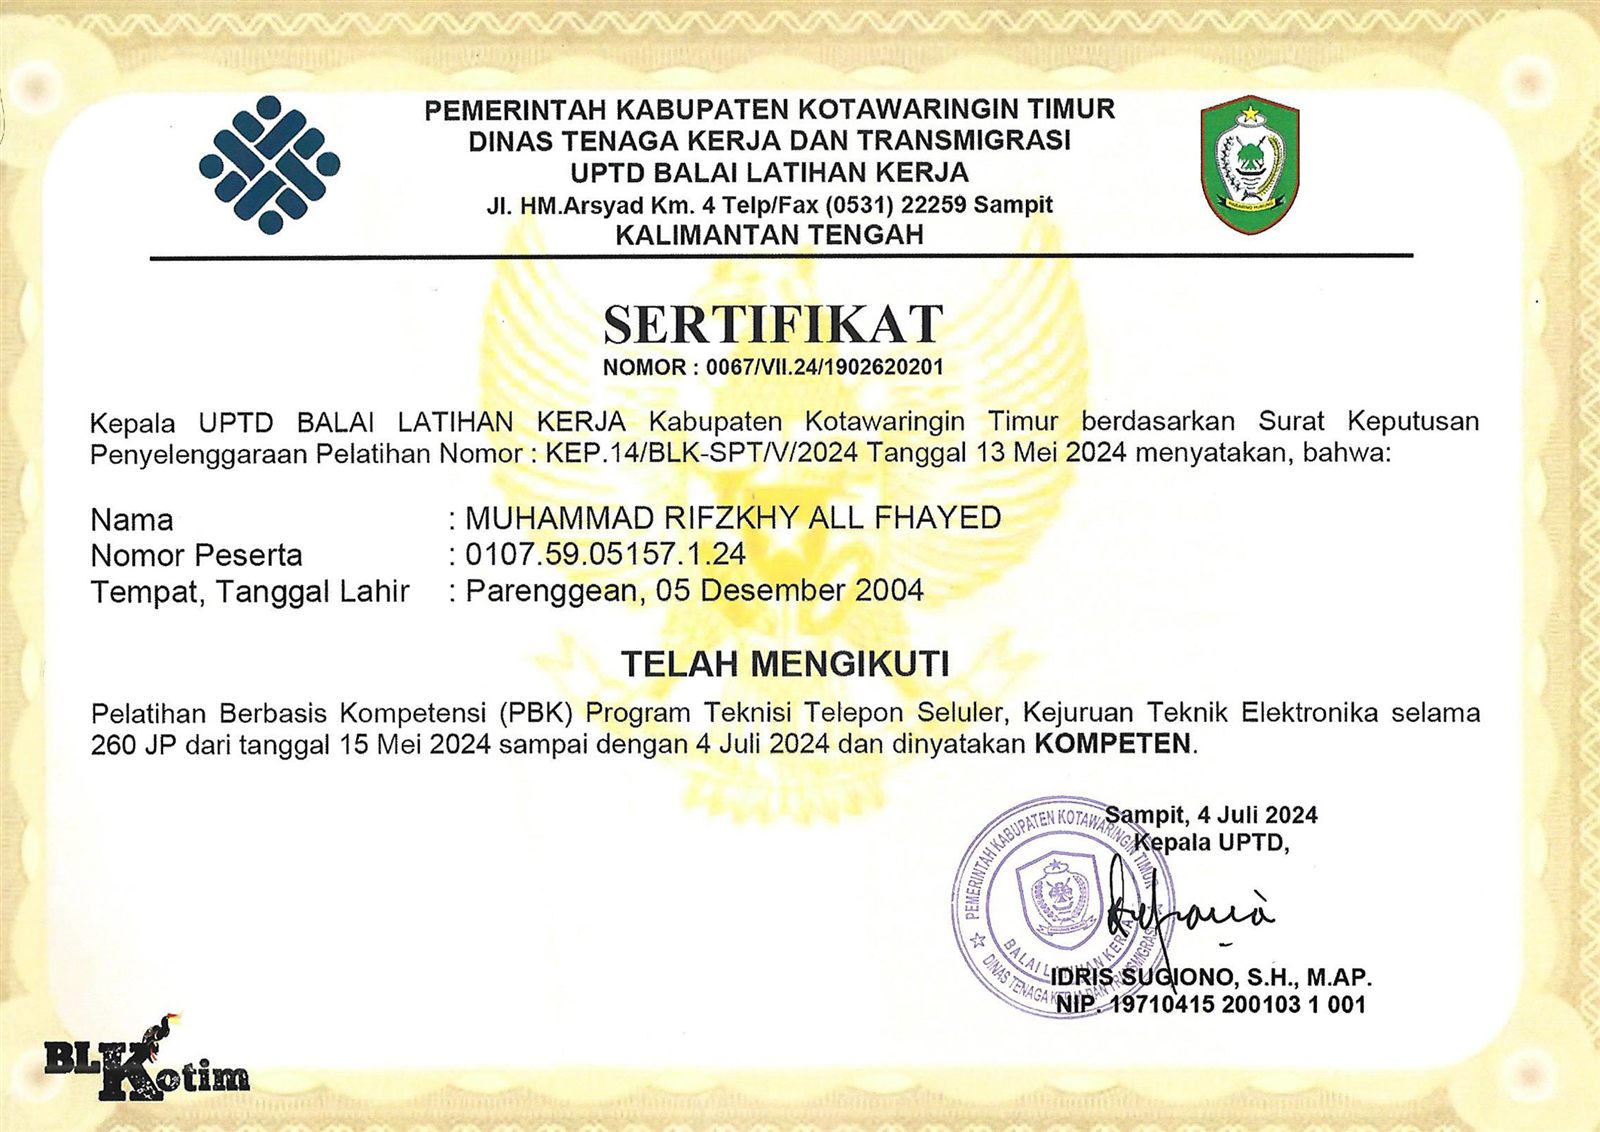 PEMERINTAH KABUPATEN KOTAWARINGIN TIMUR
DINAS TENAGA KERJA DAN TRANSMIGRASI
UPTD BALAI LATIHAN KERJA
Jl. HM.Arsyad Km. 4 Telp/Fax (0531) 22259 Sampit
KALIMANTAN TENGAH
SERTIFIKAT
NOMOR : 0067/VII.24/1902620201
Kepala UPTD BALAI LATIHAN KERJA Kabupaten Kotawaringin Timur berdasarkan Surat Keputusan
Penyelenggaraan Pelatihan Nomor : KEP.14/BLK-SPT/V/2024 Tanggal 13 Mei 2024 menyatakan, bahwa:
Nama : MUHAMMAD RIFZKHY ALL FHAYED
Nomor Peserta : 0107.59.05157.1.24
Tempat, Tanggal Lahir : Parenggean, 05 Desember 2004
TELAH MENGIKUTI
Pelatihan Berbasis Kompetensi (PBK) Program Teknisi Telepon Seluler, Kejuruan Teknik Elektronika selama
260 JP dari tanggal 15 Mei 2024 sampai dengan 4 Juli 2024 dan dinyatakan KOMPETEN.
Sampit, 4 Juli 2024
Kepala UPTD,
PEMERINTAH KABUPATEN KOTAWARINGIN TIMUR
BALAI LATIHAN KERJA
DINAS TENAGA KERJA DAN TRANSMIGRASI
IDRIS SUGIONO, S.H., M.AP.
NIP. 19710415 200103 1 001
BLK Kotim